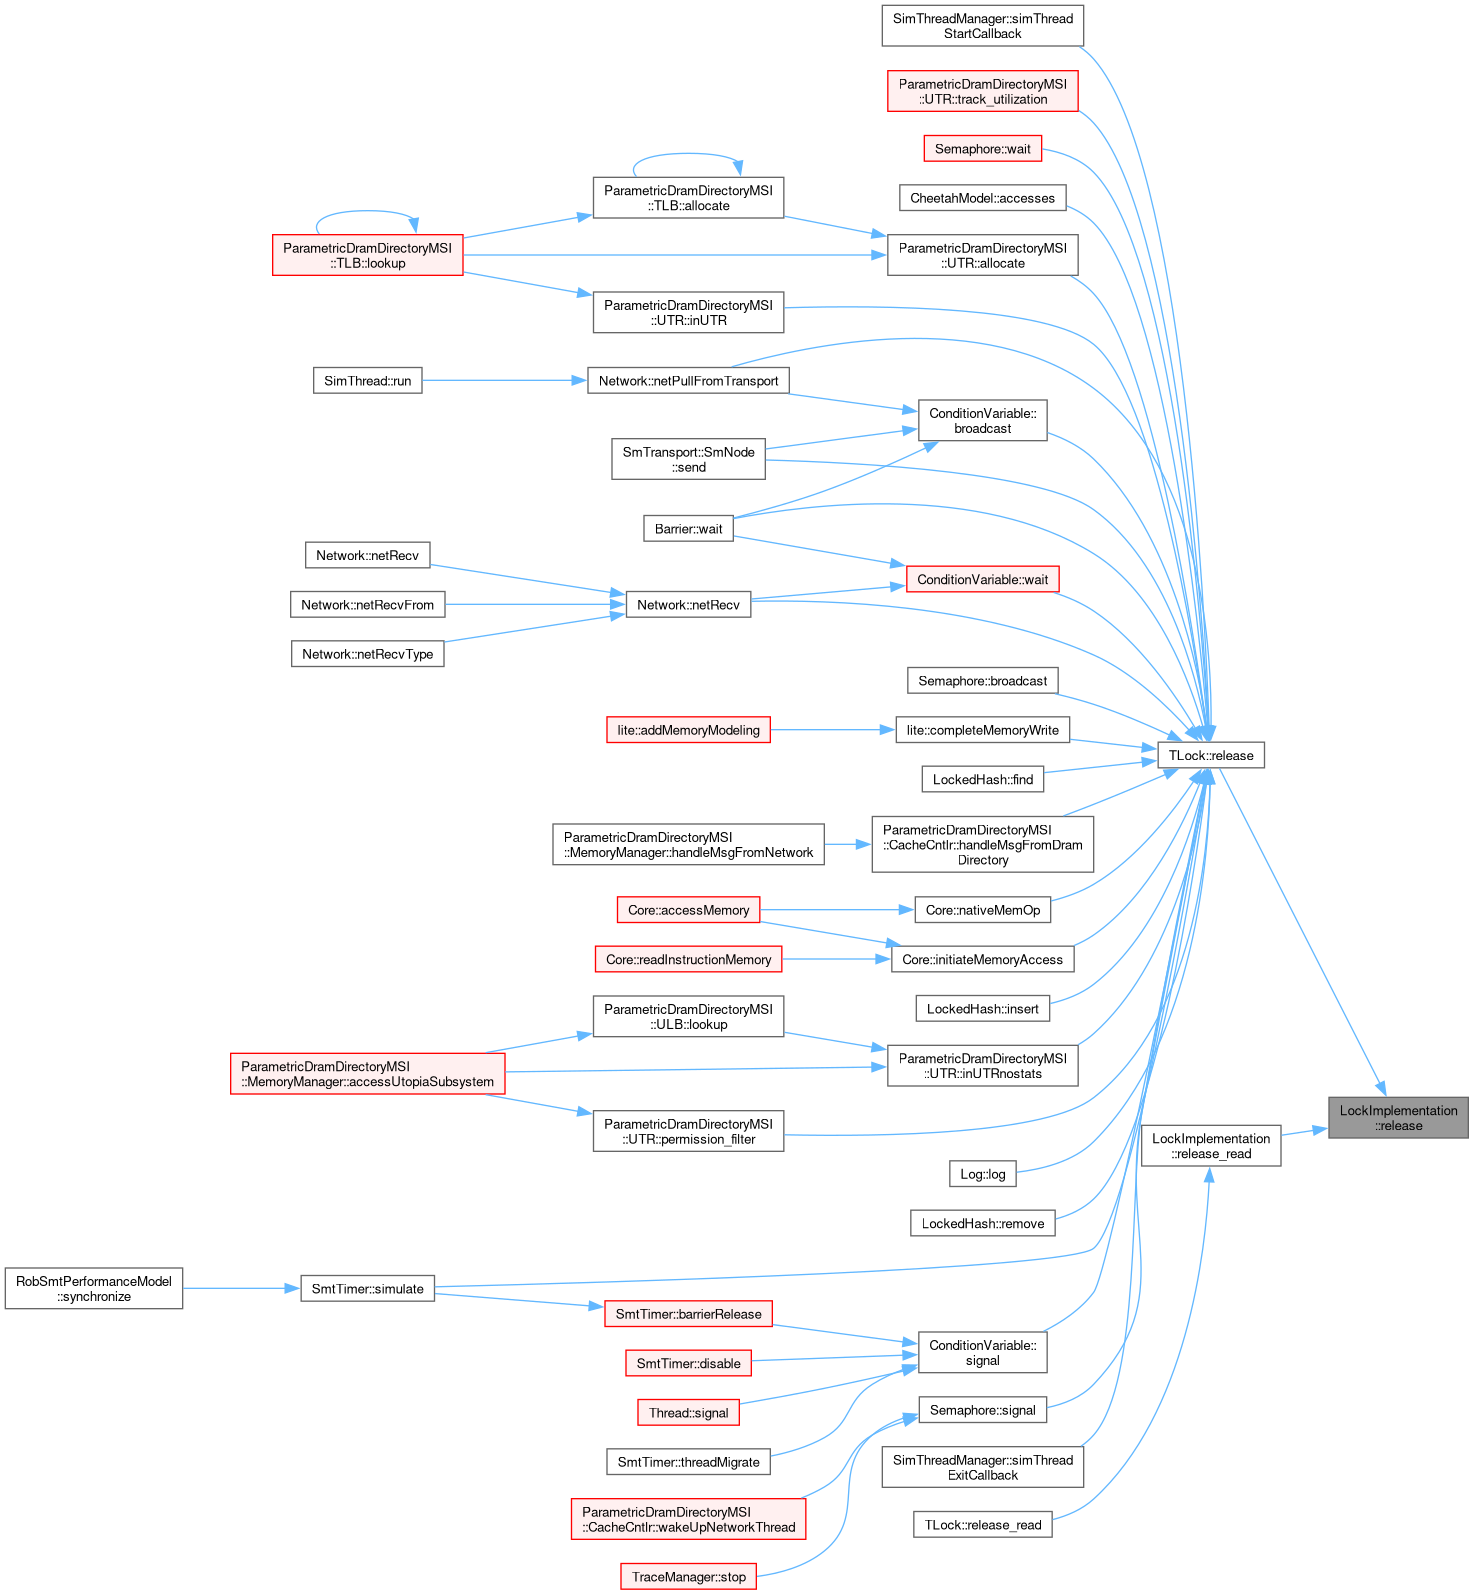 SimThreadManager::simThread
StartCallback
ParametricDramDirectoryMSI
::UTR::track_utilization
Semaphore::wait
ParametricDramDirectoryMSI
::TLB::allocate
CheetahModel::accesses
ParametricDramDirectoryMSI
::TLB::lookup
ParametricDramDirectoryMSI
::UTR::allocate
ParametricDramDirectoryMSI
::UTR::inUTR
SimThread::run
Network::netPullFromTransport
ConditionVariable::
broadcast
SmTransport::SmNode
::send
Barrier::wait
Network::netRecv
ConditionVariable::wait
Network::netRecvFrom
Network::netRecv
Network::netRecvType
Semaphore::broadcast
lite::addMemoryModeling
lite::completeMemoryWrite
TLock::release
LockedHash::find
ParametricDramDirectoryMSI
::MemoryManager::handleMsgFromNetwork
ParametricDramDirectoryMSI
::CacheCntlr::handleMsgFromDram
Directory
Core::accessMemory
Core::nativeMemOp
Core::readInstructionMemory
Core::initiateMemoryAccess
LockedHash::insert
ParametricDramDirectoryMSI
::ULB::lookup
ParametricDramDirectoryMSI
::MemoryManager::accessUtopiaSubsystem
ParametricDramDirectoryMSI
::UTR::inUTRnostats
ParametricDramDirectoryMSI
::UTR::permission_filter
LockImplementation
::release
LockImplementation
::release_read
Log::log
LockedHash::remove
RobSmtPerformanceModel
::synchronize
SmtTimer::simulate
SmtTimer::barrierRelease
ConditionVariable::
signal
SmtTimer::disable
Thread::signal
Semaphore::signal
SmtTimer::threadMigrate
SimThreadManager::simThread
ExitCallback
ParametricDramDirectoryMSI
::CacheCntlr::wakeUpNetworkThread
TLock::release_read
TraceManager::stop